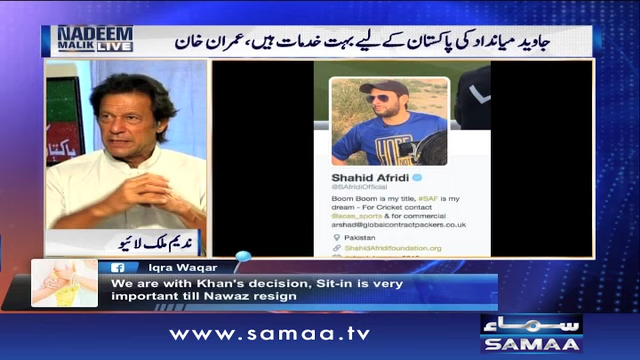 NADEEM
MALIK LIVE
جاوید میانداد کی پاکستان کے لیے بہت خدمات ہیں، عمران خان
Shahid Afridi
@SAfridiOfficial
Boom Boom is my title, #SAF is my
dream - For Cricket contact
& for commercial
arshad@globalcontractpackers.co.uk
Pakistan
ShahidAfridifoundation.org
ندیم ملک لائیو
Iqra Waqar
We are with Khan's decision, Sit-in is very
important till Nawaz resign
www.samaa.tv
سماء
SAMAA